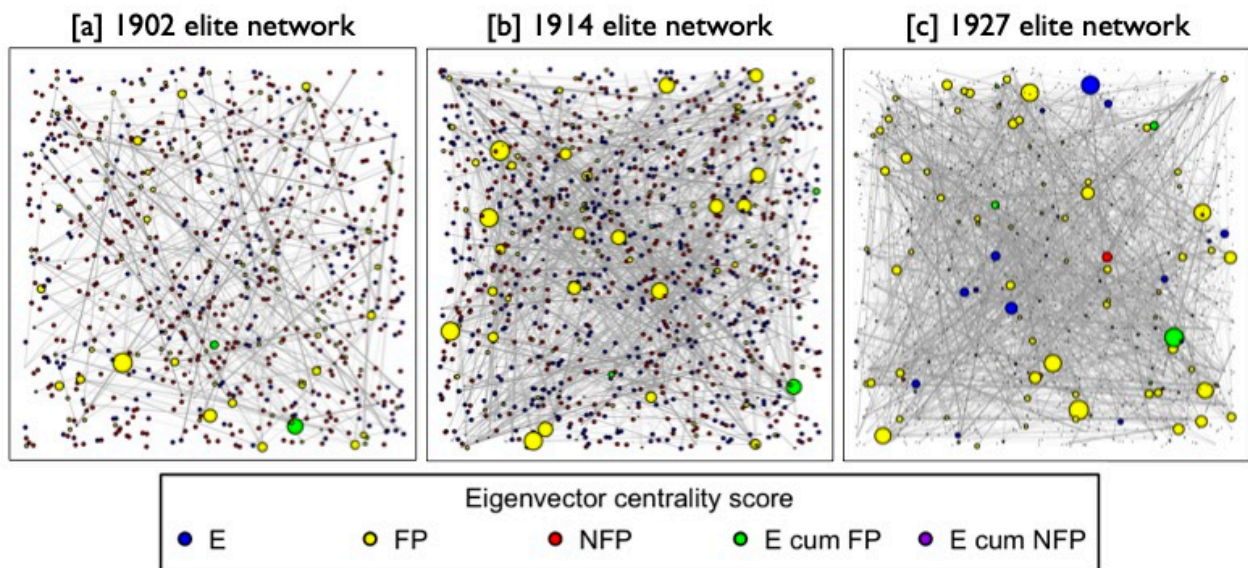 [a] 1902 elite network
[b] 1914 elite network
[c] 1927 elite network
Eigenvector centrality score
E
FP
NFP
E cum FP
E cum NFP